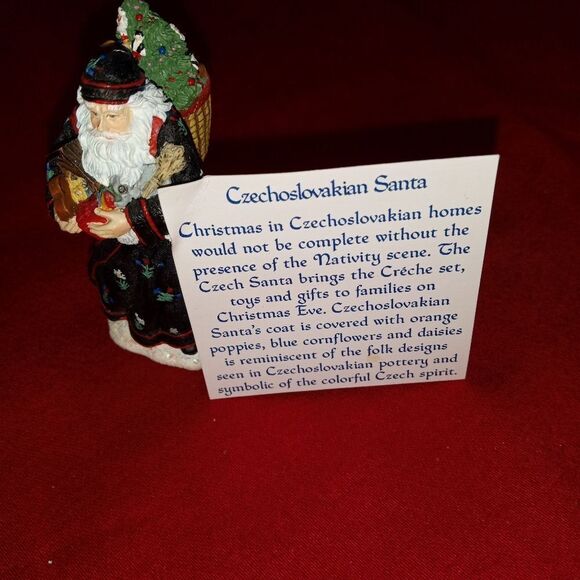 Czechoslovakian Santa
Christmas in Czechoslovakian homes
would not be complete without the
presence of the Nativity scene. The
Czech Santa brings the Créche set,
toys and gifts to families on
Christmas Eve. Czechoslovakian
Santa's coat is covered with orange
poppies, blue cornflowers and daisies
is reminiscent of the folk designs
seen in Czechoslovakian pottery and
symbolic of the colorful Czech spirit.